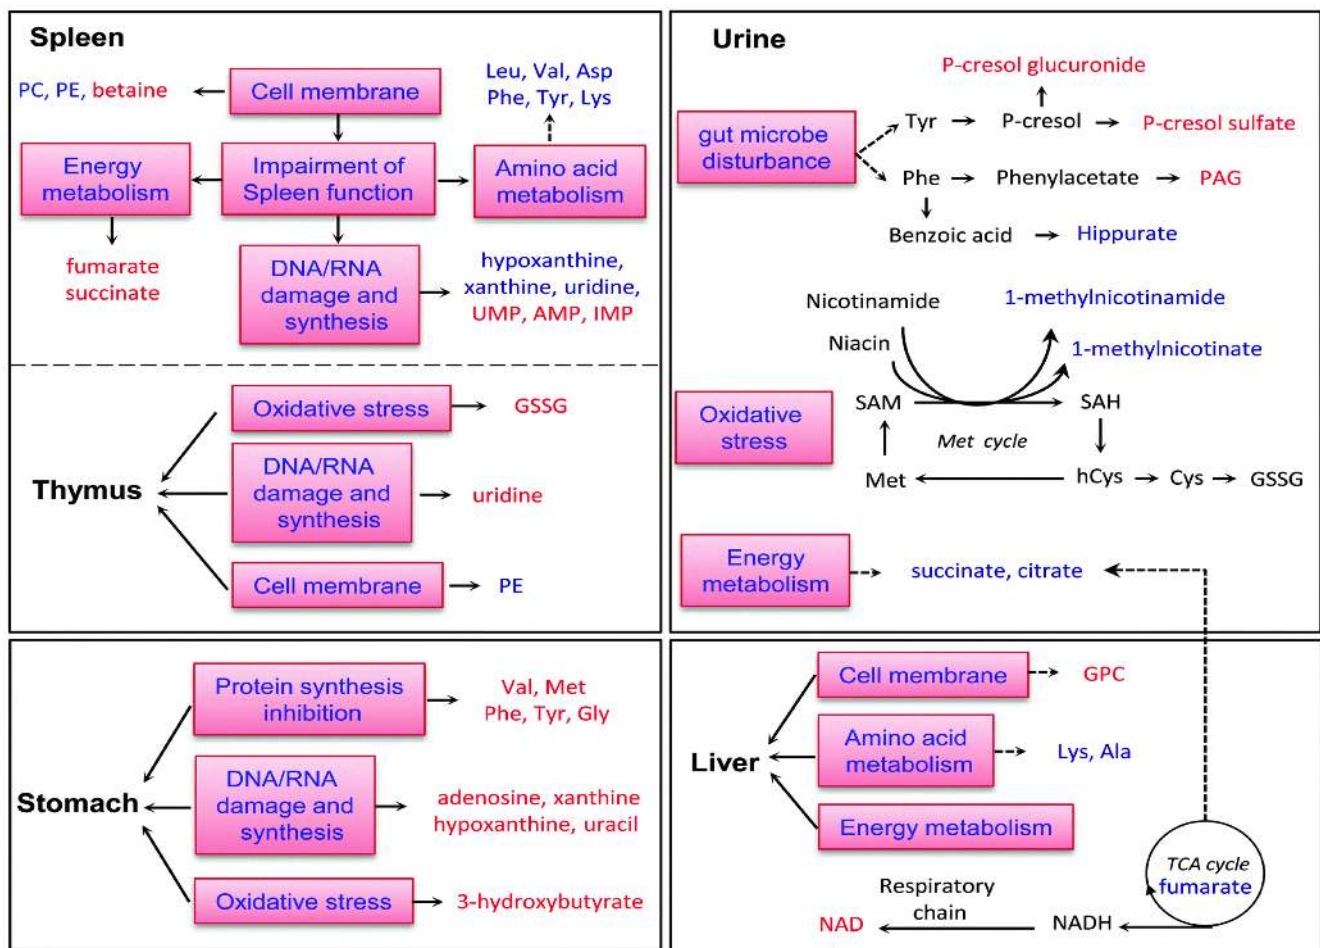 Spleen
PC, PE, betaine
Cell membrane
Leu, Val, Asp
Phe, Tyr, Lys
Energy
metabolism
Impairment of
Spleen function
Amino acid
metabolism
fumarate
succinate
DNA/RNA
damage and
synthesis
hypoxanthine,
xanthine, uridine,
UMP, AMP, IMP
Thymus
Oxidative stress
GSSG
DNA/RNA
damage and
synthesis
uridine
Cell membrane
PE
Urine
P-cresol glucuronide
gut microbe
disturbance
Tyr
P-cresol
P-cresol sulfate
Phe
Phenylacetate
PAG
Benzoic acid
Hippurate
Nicotinamide
1-methylnicotinamide
Niacin
1-methylnicotinate
Oxidative
stress
SAM
SAH
Met cycle
Met
hCys
Cys
GSSG
Energy
metabolism
succinate, citrate
Stomach
Protein synthesis
inhibition
Val, Met
Phe, Tyr, Gly
DNA/RNA
damage and
synthesis
adenosine, xanthine
hypoxanthine, uracil
Oxidative stress
3-hydroxybutyrate
Liver
Cell membrane
GPC
Amino acid
metabolism
Lys, Ala
Energy metabolism
TCA cycle
fumarate
Respiratory
chain
NAD
NADH